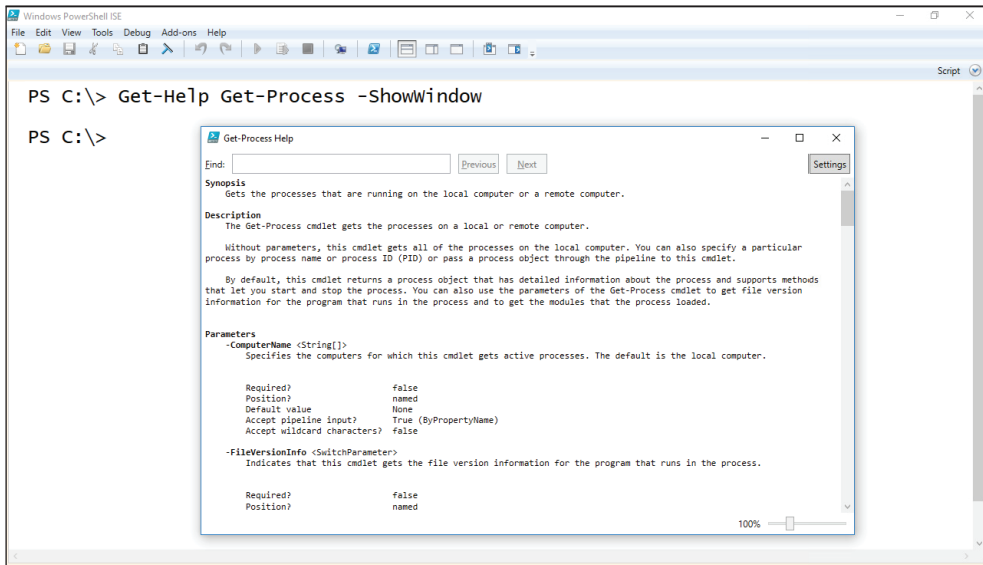 Windows PowerShell ISE
File Edit View Tools Debug Add-ons Help
Script
PS C:\> Get-Help Get-Process -ShowWindow
PS C:\>
Get-Process Help
Find:
Previous
Next
Settings
Synopsis
Gets the processes that are running on the local computer or a remote computer.
Description
The Get-Process cmdlet gets the processes on a local or remote computer.
Without parameters, this cmdlet gets all of the processes on the local computer. You can also specify a particular
process by process name or process ID (PID) or pass a process object through the pipeline to this cmdlet.
By default, this cmdlet returns a process object that has detailed information about the process and supports methods
that let you start and stop the process. You can also use the parameters of the Get-Process cmdlet to get file version
information for the program that runs in the process and to get the modules that the process loaded.
Parameters
-ComputerName <String[]>
Specifies the computers for which this cmdlet gets active processes. The default is the local computer.
Required? false
Position? named
Default value None
Accept pipeline input? True (ByPropertyName)
Accept wildcard characters? false
-FileVersionInfo <SwitchParameter>
Indicates that this cmdlet gets the file version information for the program that runs in the process.
Required? false
Position? named
100%